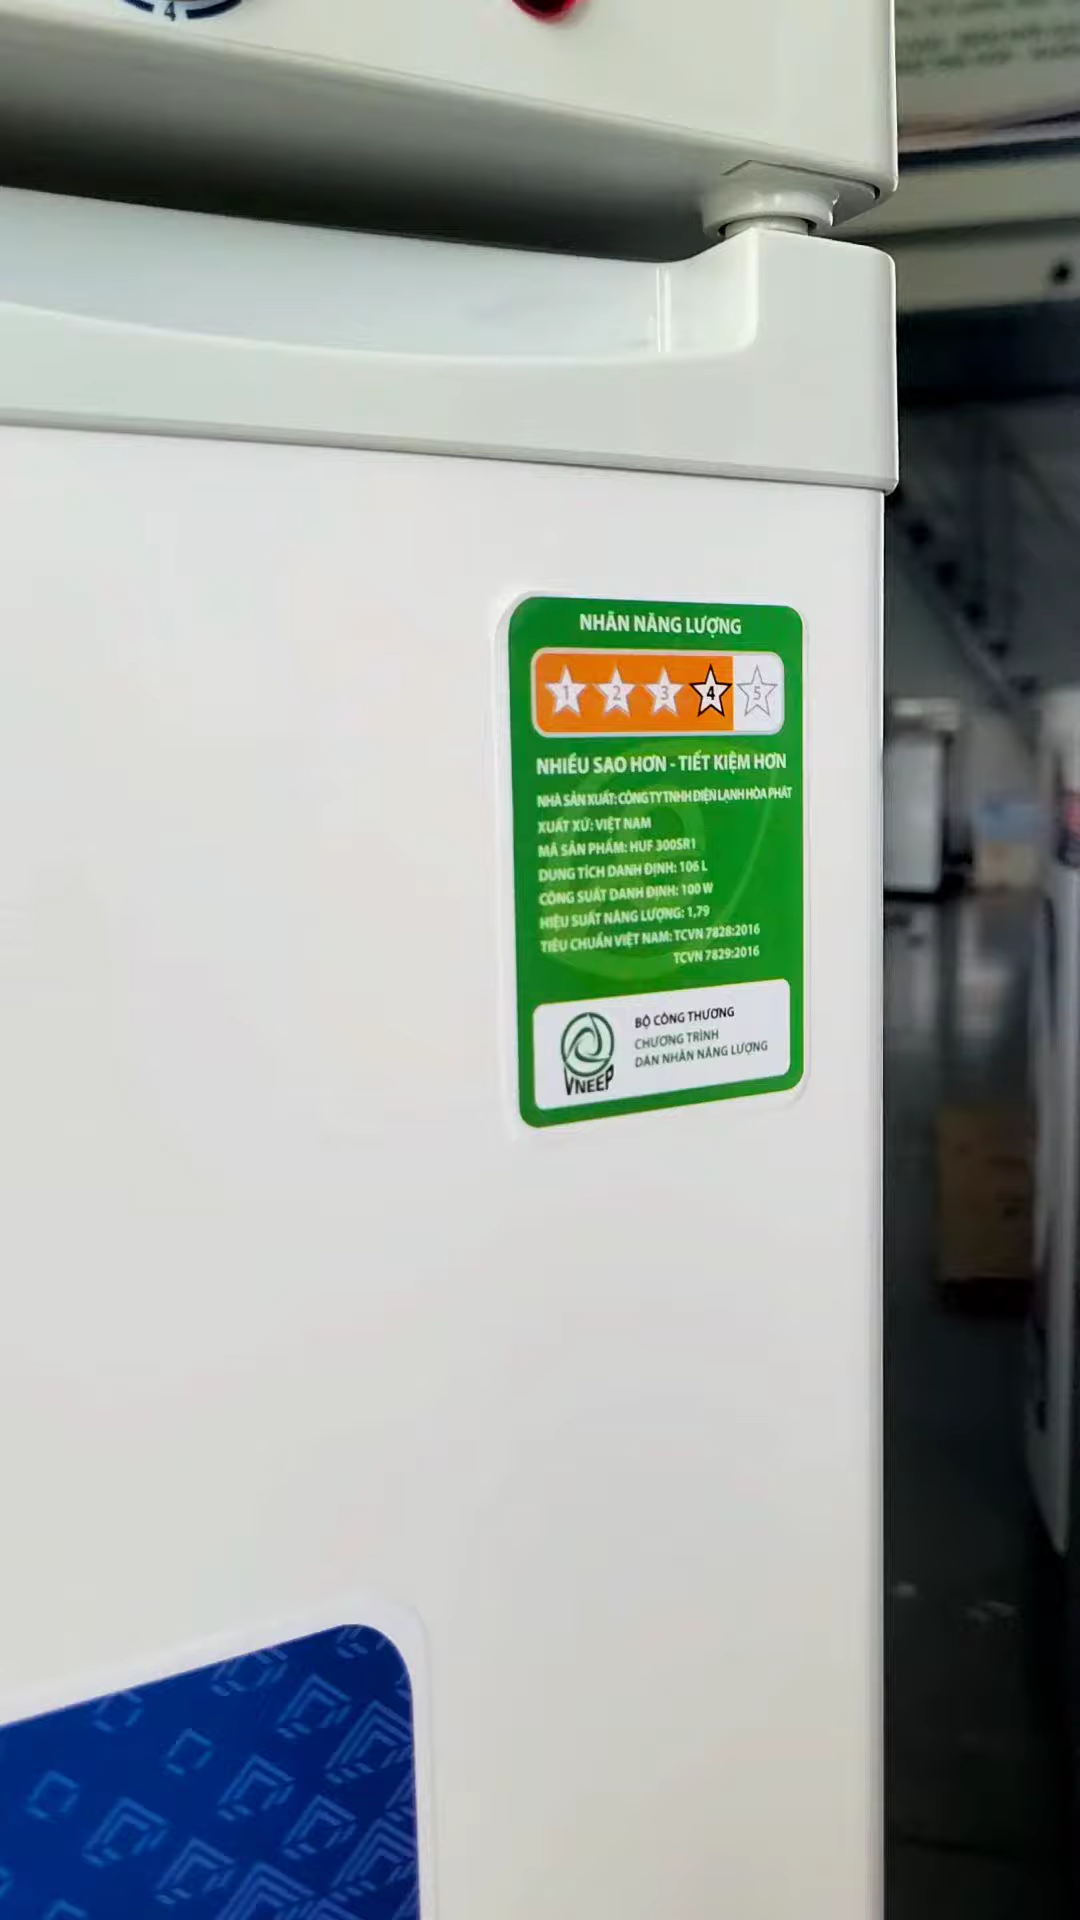 4
NHÃN NĂNG LƯỢNG
1 2 3 4 5
NHIỀU SAO HƠN - TIẾT KIỆM HƠN
NHÀ SẢN XUẤT: CÔNG TY TNHH ĐIỆN LẠNH HÒA PHÁT
XUẤT XỨ: VIỆT NAM
MÃ SẢN PHẨM: HUF 300SR1
DUNG TÍCH DANH ĐỊNH: 106 L
CÔNG SUẤT DANH ĐỊNH: 100 W
HIỆU SUẤT NĂNG LƯỢNG: 1,79
TIÊU CHUẨN VIỆT NAM: TCVN 7828:2016
TCVN 7829:2016
BỘ CÔNG THƯƠNG
CHƯƠNG TRÌNH
DÁN NHÃN NĂNG LƯỢNG
VNEEP